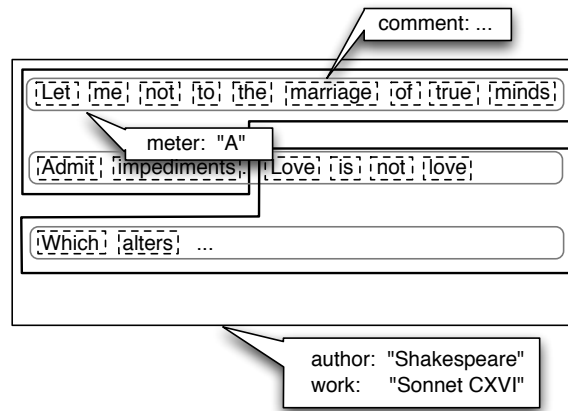 comment: ...
Let me not to the marriage of true minds
meter: "A"
Admit impediments. Love is not love
Which alters ...
author: "Shakespeare"
work: "Sonnet CXVI"